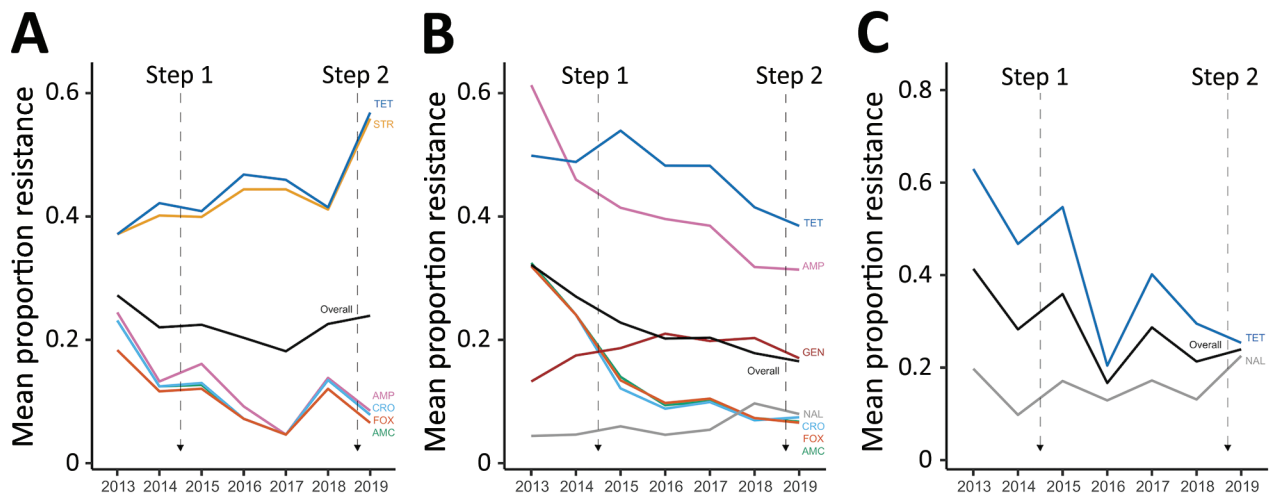 A
Mean proportion resistance
0.6
0.4
0.2
0
Step 1
Step 2
TET
STR
Overall
AMP
CRO
FOX
AMC
2013 2014 2015 2016 2017 2018 2019
B
Mean proportion resistance
0.6
0.4
0.2
0
Step 1
Step 2
TET
AMP
GEN
Overall
NAL
CRO
FOX
AMC
2013 2014 2015 2016 2017 2018 2019
C
Mean proportion resistance
0.8
0.6
0.4
0.2
0
Step 1
Step 2
TET
Overall
NAL
2013 2014 2015 2016 2017 2018 2019